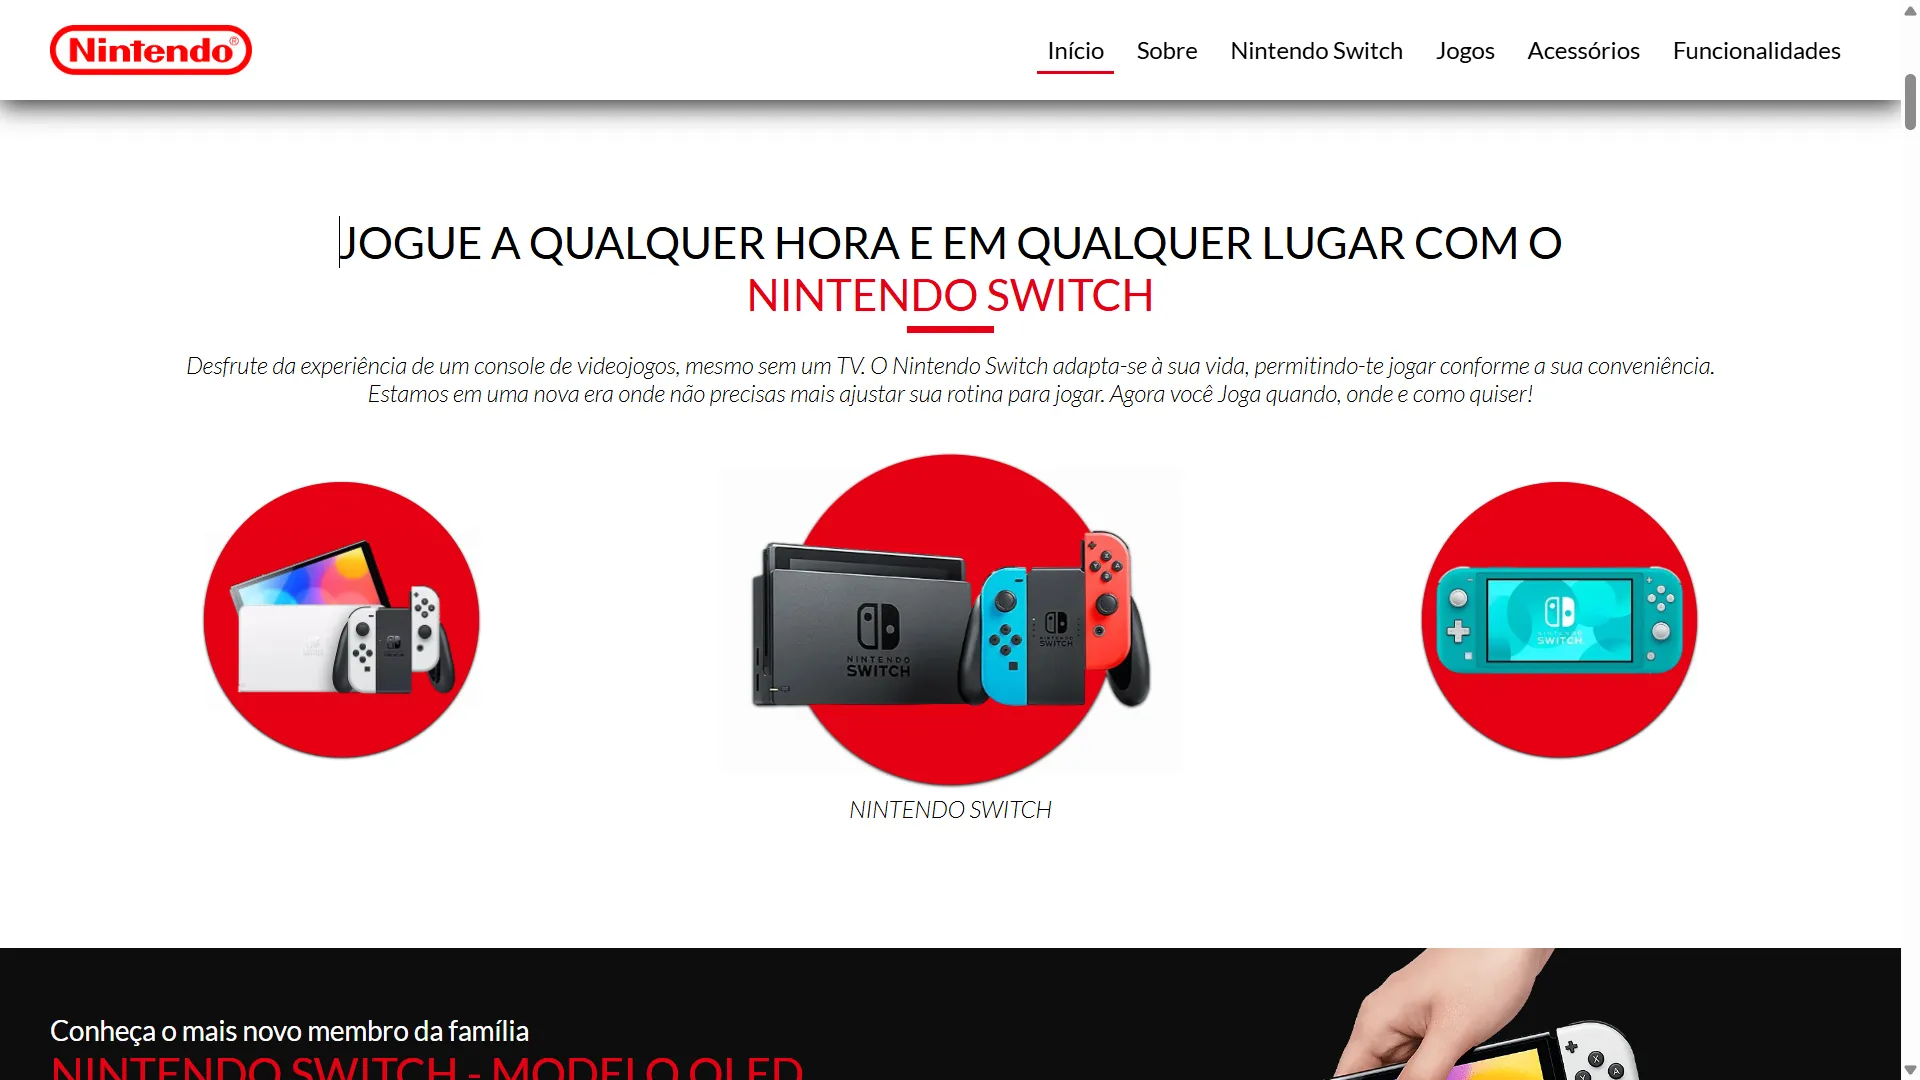 Nintendo®
Início Sobre Nintendo Switch Jogos Acessórios Funcionalidades
JOGUE A QUALQUER HORA E EM QUALQUER LUGAR COM O
NINTENDO SWITCH
Desfrute da experiência de um console de videojogos, mesmo sem um TV. O Nintendo Switch adapta-se à sua vida, permitindo-te jogar conforme a sua conveniência.
Estamos em uma nova era onde não precisas mais ajustar sua rotina para jogar. Agora você Joga quando, onde e como quiser!
NINTENDO
SWITCH
NINTENDO
SWITCH
NINTENDO
SWITCH
NINTENDO SWITCH
Conheça o mais novo membro da família
NINTENDO SWITCH - MODELO OLED